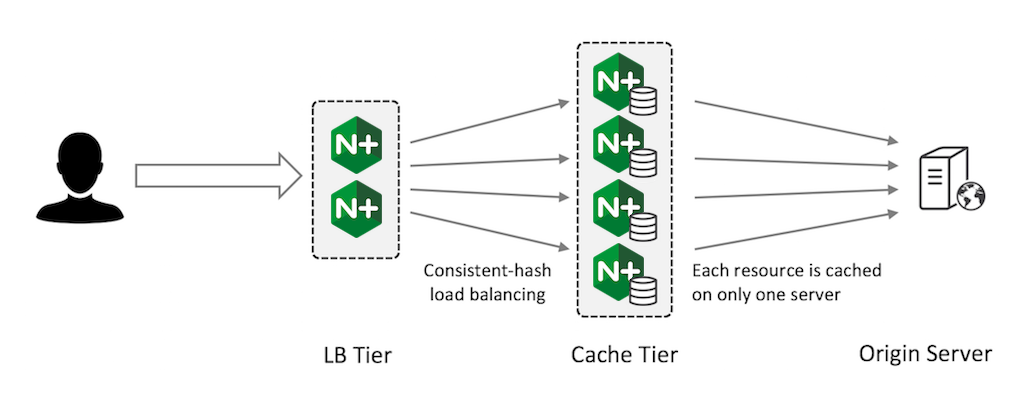 N+
N+
N+
N+
N+
N+
Consistent-hash
load balancing
Each resource is cached
on only one server
LB Tier
Cache Tier
Origin Server